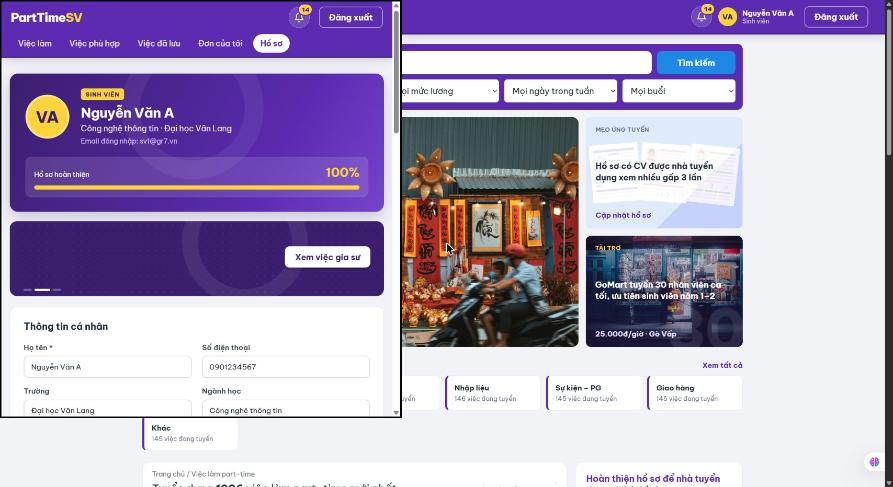 PartTimeSV
14
Đăng xuất
Việc làm
Việc phù hợp
Việc đã lưu
Đơn của tôi
Hồ sơ
SINH VIÊN
VA
Nguyễn Văn A
Công nghệ thông tin · Đại học Văn Lang
Email đăng nhập: sv1@gr7.vn
Hồ sơ hoàn thiện
100%
Xem việc gia sư
Thông tin cá nhân
Họ tên *
Số điện thoại
Nguyễn Văn A
0901234567
Trường
Ngành học
Đại học Văn Lang
Công nghệ thông tin
14
VA
Nguyễn Văn A
Sinh viên
Đăng xuất
Tìm kiếm
ọi mức lương
Mọi ngày trong tuần
Mọi buổi
MẸO ỨNG TUYỂN
Hồ sơ có CV được nhà tuyển
dụng xem nhiều gấp 3 lần
Cập nhật hồ sơ
TÀI TRỢ
GoMart tuyển 30 nhân viên ca
tối, ưu tiên sinh viên năm 1–2
25.000đ/giờ · Gò Vấp
Xem tất cả
Nhập liệu
146 việc đang tuyển
Sự kiện – PG
145 việc đang tuyển
Giao hàng
145 việc đang tuyển
Khác
145 việc đang tuyển
Trang chủ / Việc làm part-time
Hoàn thiện hồ sơ để nhà tuyển